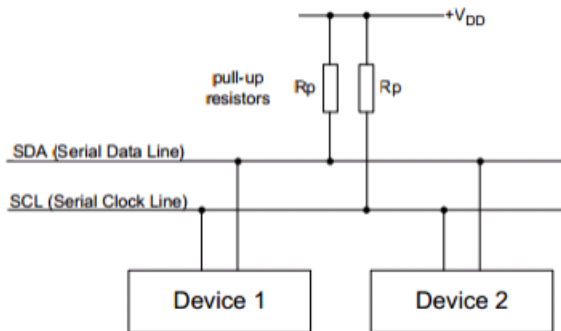 +VDD
pull-up
resistors
Rp
Rp
SDA (Serial Data Line)
SCL (Serial Clock Line)
Device 1
Device 2